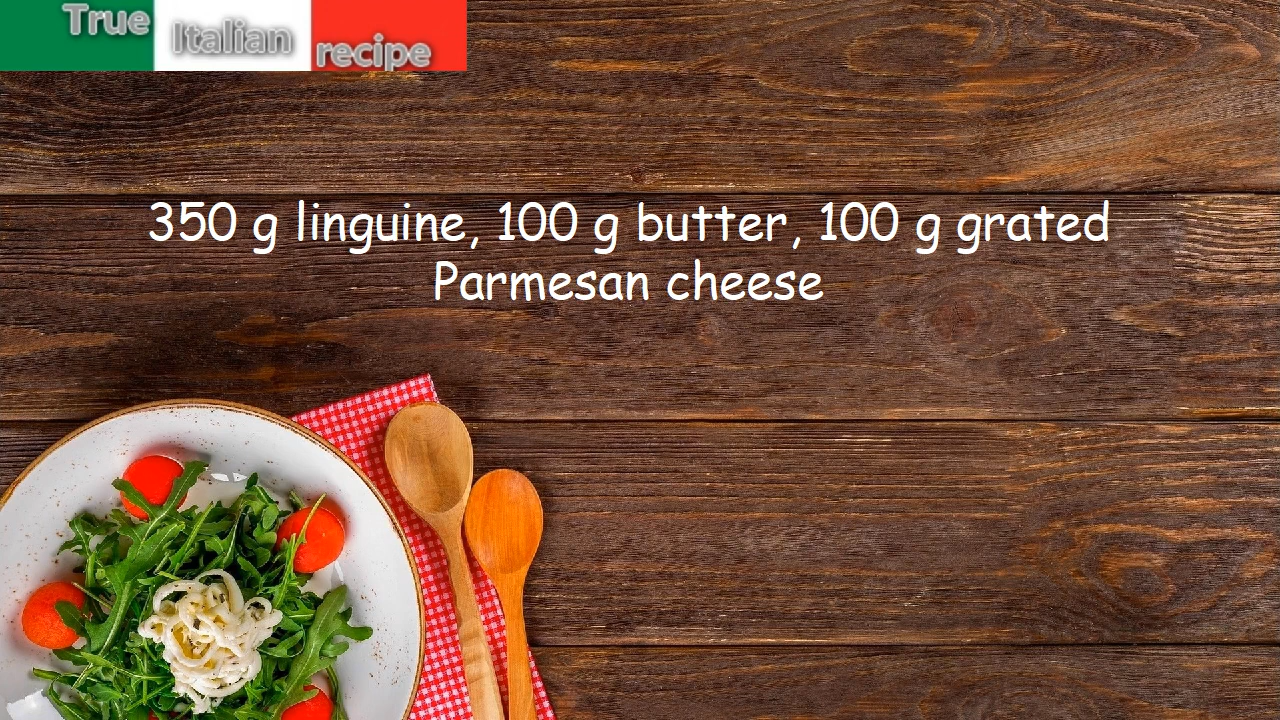 True Italian recipe
350 g linguine, 100 g butter, 100 g grated
Parmesan cheese